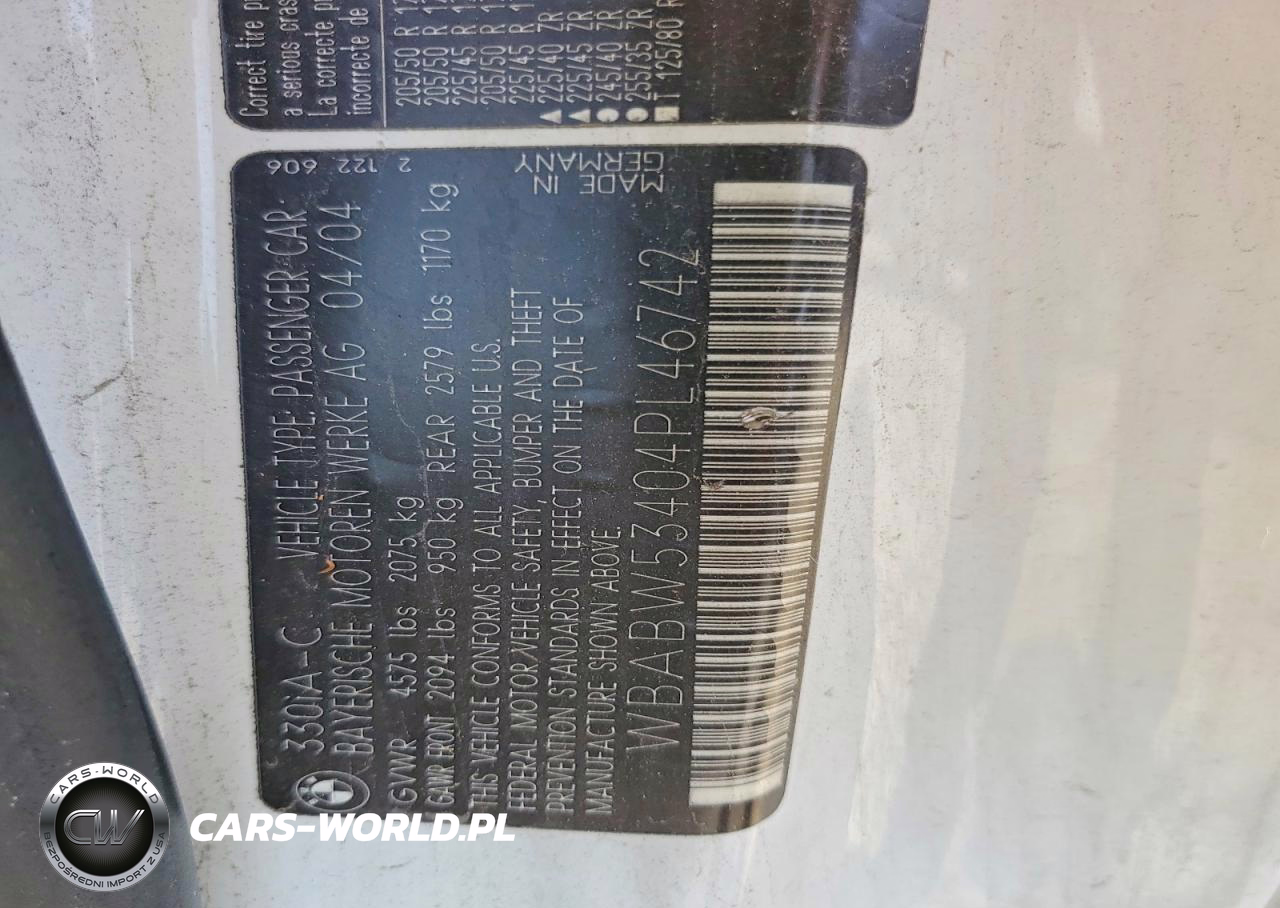 Correct tire
a serious
La correcte
incorrecte de
205/50 R
205/50 R
225/45 R
205/50 R
225/45 R
225/40 ZR
225/45 ZR
245/40 ZR
255/35 ZR
T 125/80
330iA-C VEHICLE TYPE: PASSENGER CAR
BAYERISCHE MOTOREN WERKE AG 04/04
GVWR 4575 lbs 2075 kg
GAWR FRONT 2094 lbs 950 kg REAR 2579 lbs 1170 kg
THIS VEHICLE CONFORMS TO ALL APPLICABLE U.S.
FEDERAL MOTOR VEHICLE SAFETY, BUMPER AND THEFT
PREVENTION STANDARDS IN EFFECT ON THE DATE OF
MANUFACTURE SHOWN ABOVE.
WBABW53404PL46742
2 122 606
MADE IN
GERMANY
CARS-WORLD
CW
BEZPOŚREDNI IMPORT Z USA
CARS-WORLD.PL